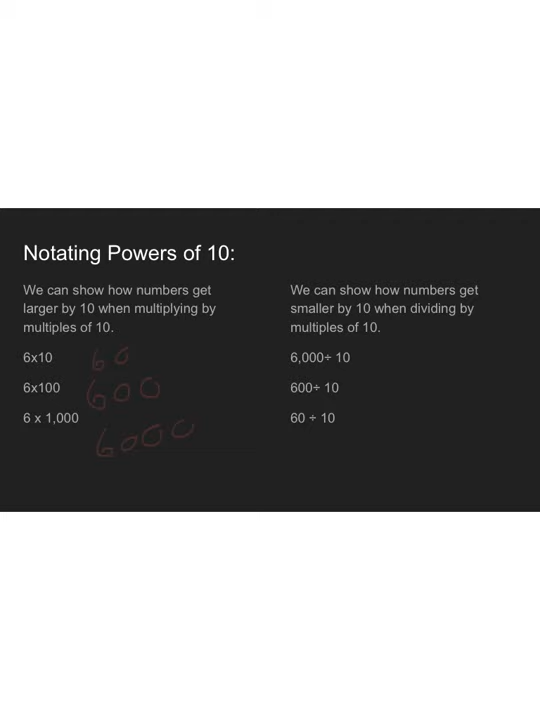 Notating Powers of 10:
We can show how numbers get
larger by 10 when multiplying by
multiples of 10.
6x10 60
6x100 600
6 x 1,000 6000
We can show how numbers get
smaller by 10 when dividing by
multiples of 10.
6,000÷ 10
600÷ 10
60 ÷ 10